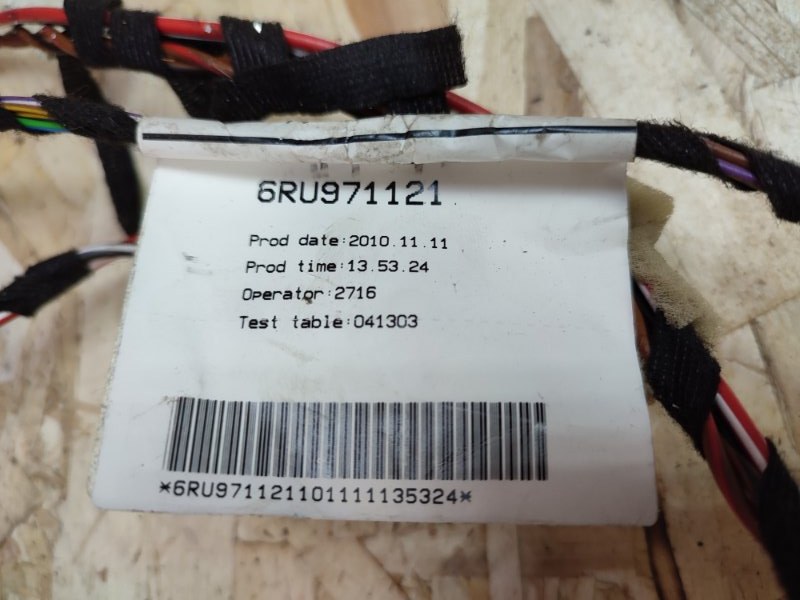 6RU971121
Prod date:2010.11.11
Prod time:13.53.24
Operator:2716
Test table:041303
*6RU971121101111135324*